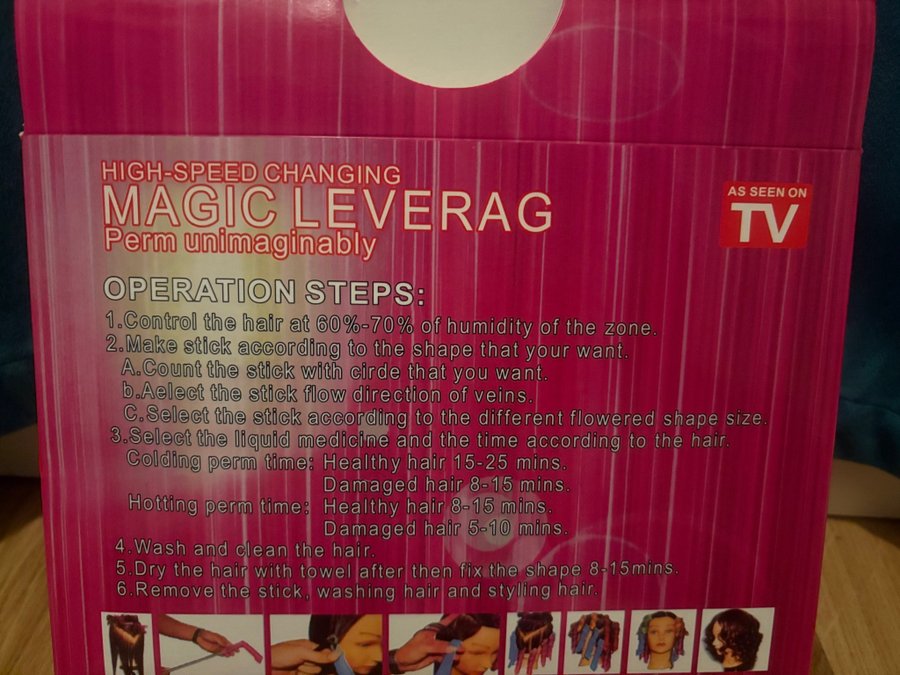 HIGH-SPEED CHANGING
MAGIC LEVERAG
Perm unimaginably
AS SEEN ON
TV
OPERATION STEPS:
1.Control the hair at 60%-70% of humidity of the zone.
2.Make stick according to the shape that your want.
A.Count the stick with cirde that you want.
b.Aelect the stick flow direction of veins.
C.Select the stick according to the different flowered shape size.
3.Select the liquid medicine and the time according to the hair.
Colding perm time: Healthy hair 15-25 mins.
Damaged hair 8-15 mins.
Hotting perm time: Healthy hair 8-15 mins.
Damaged hair 5-10 mins.
4.Wash and clean the hair.
5.Dry the hair with towel after then fix the shape 8-15mins.
6.Remove the stick, washing hair and styling hair.